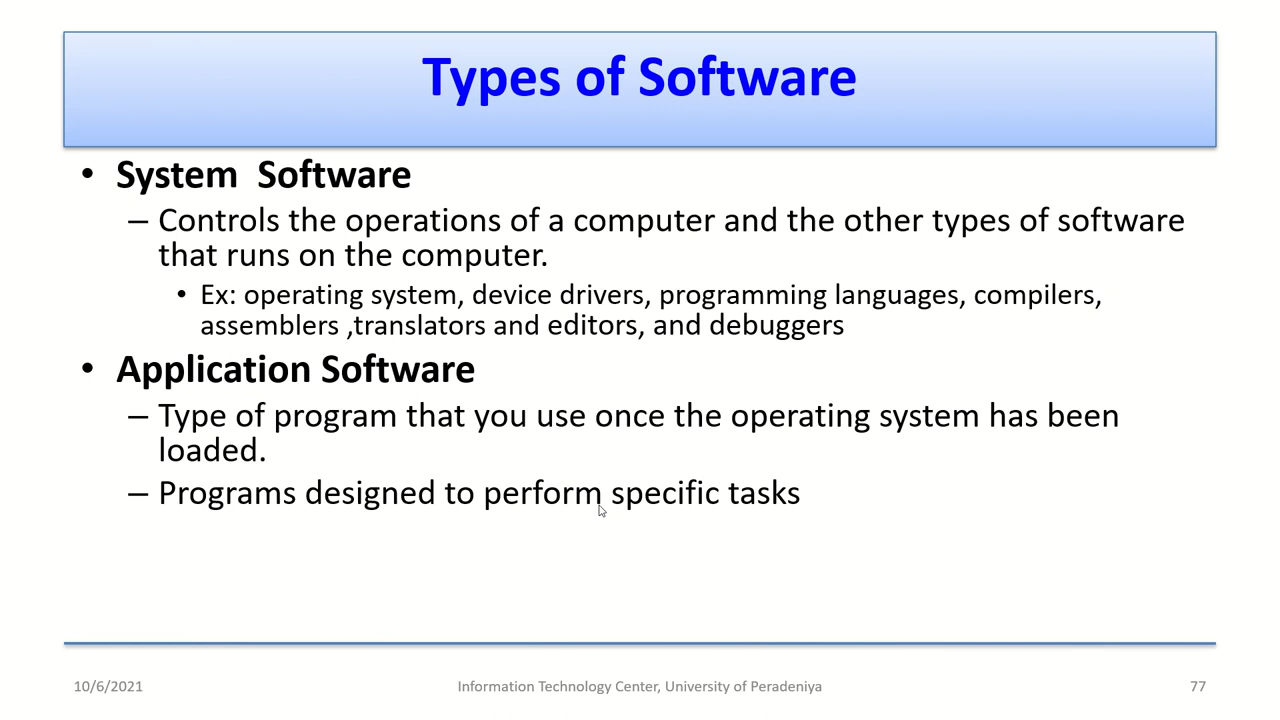 Types of Software
• System  Software
– Controls the operations of a computer and the other types of software
that runs on the computer.
• Ex: operating system, device drivers, programming languages, compilers,
assemblers ,translators and editors, and debuggers
• Application Software
– Type of program that you use once the operating system has been
loaded.
– Programs designed to perform specific tasks
10/6/2021 Information Technology Center, University of Peradeniya 77